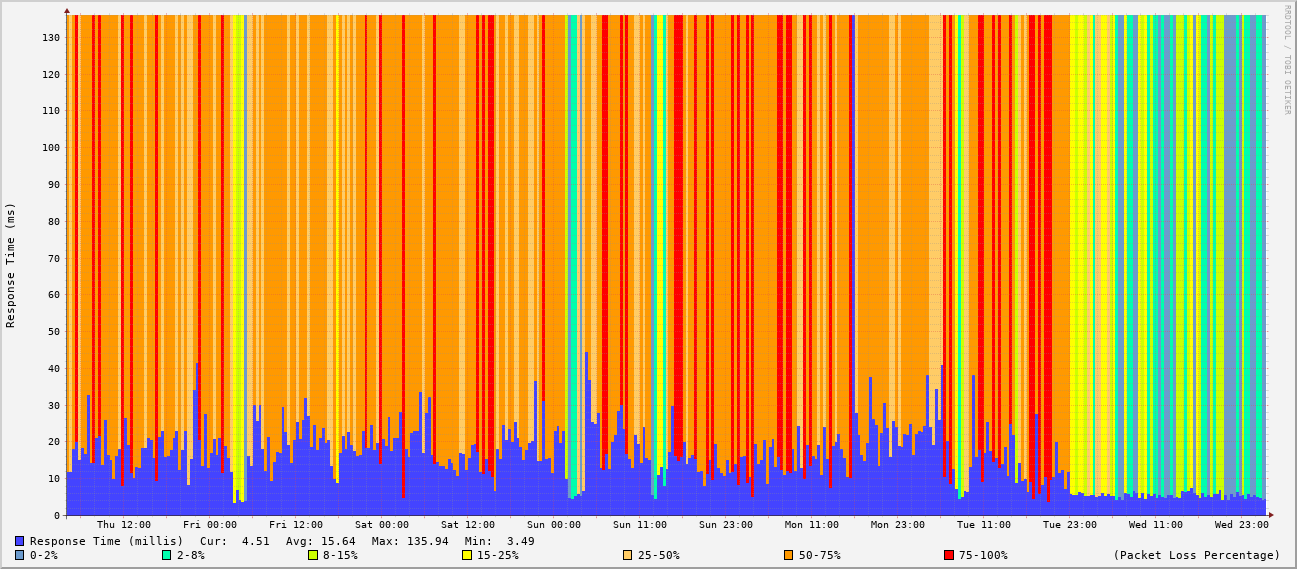 RRDTOOL / TOBI OETIKER
Response Time (ms)
130
120
110
100
90
80
70
60
50
40
30
20
10
0
Thu 12:00 Fri 00:00 Fri 12:00 Sat 00:00 Sat 12:00 Sun 00:00 Sun 11:00 Sun 23:00 Mon 11:00 Mon 23:00 Tue 11:00 Tue 23:00 Wed 11:00 Wed 23:00
Response Time (millis) Cur: 4.51 Avg: 15.64 Max: 135.94 Min: 3.49
0-2% 2-8% 8-15% 15-25% 25-50% 50-75% 75-100% (Packet Loss Percentage)